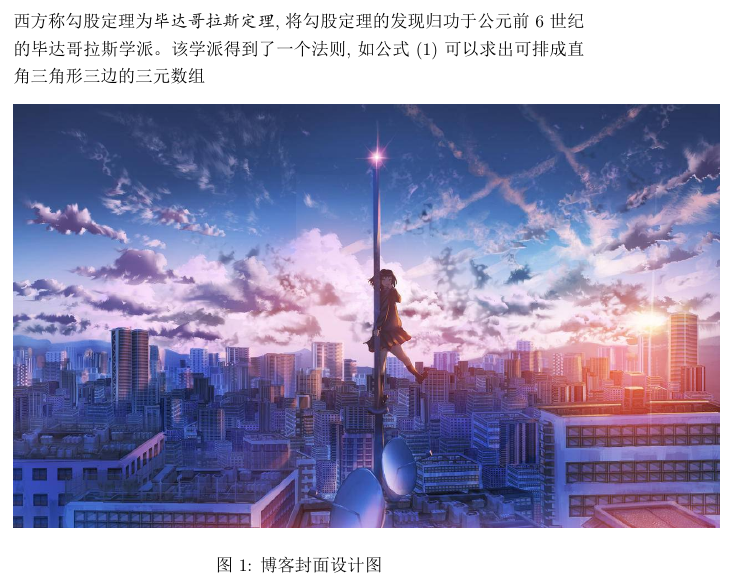 西方称勾股定理为毕达哥拉斯定理, 将勾股定理的发现归功于公元前 6 世纪
的毕达哥拉斯学派。该学派得到了一个法则, 如公式 (1) 可以求出可排成直
角三角形三边的三元数组
图 1: 博客封面设计图